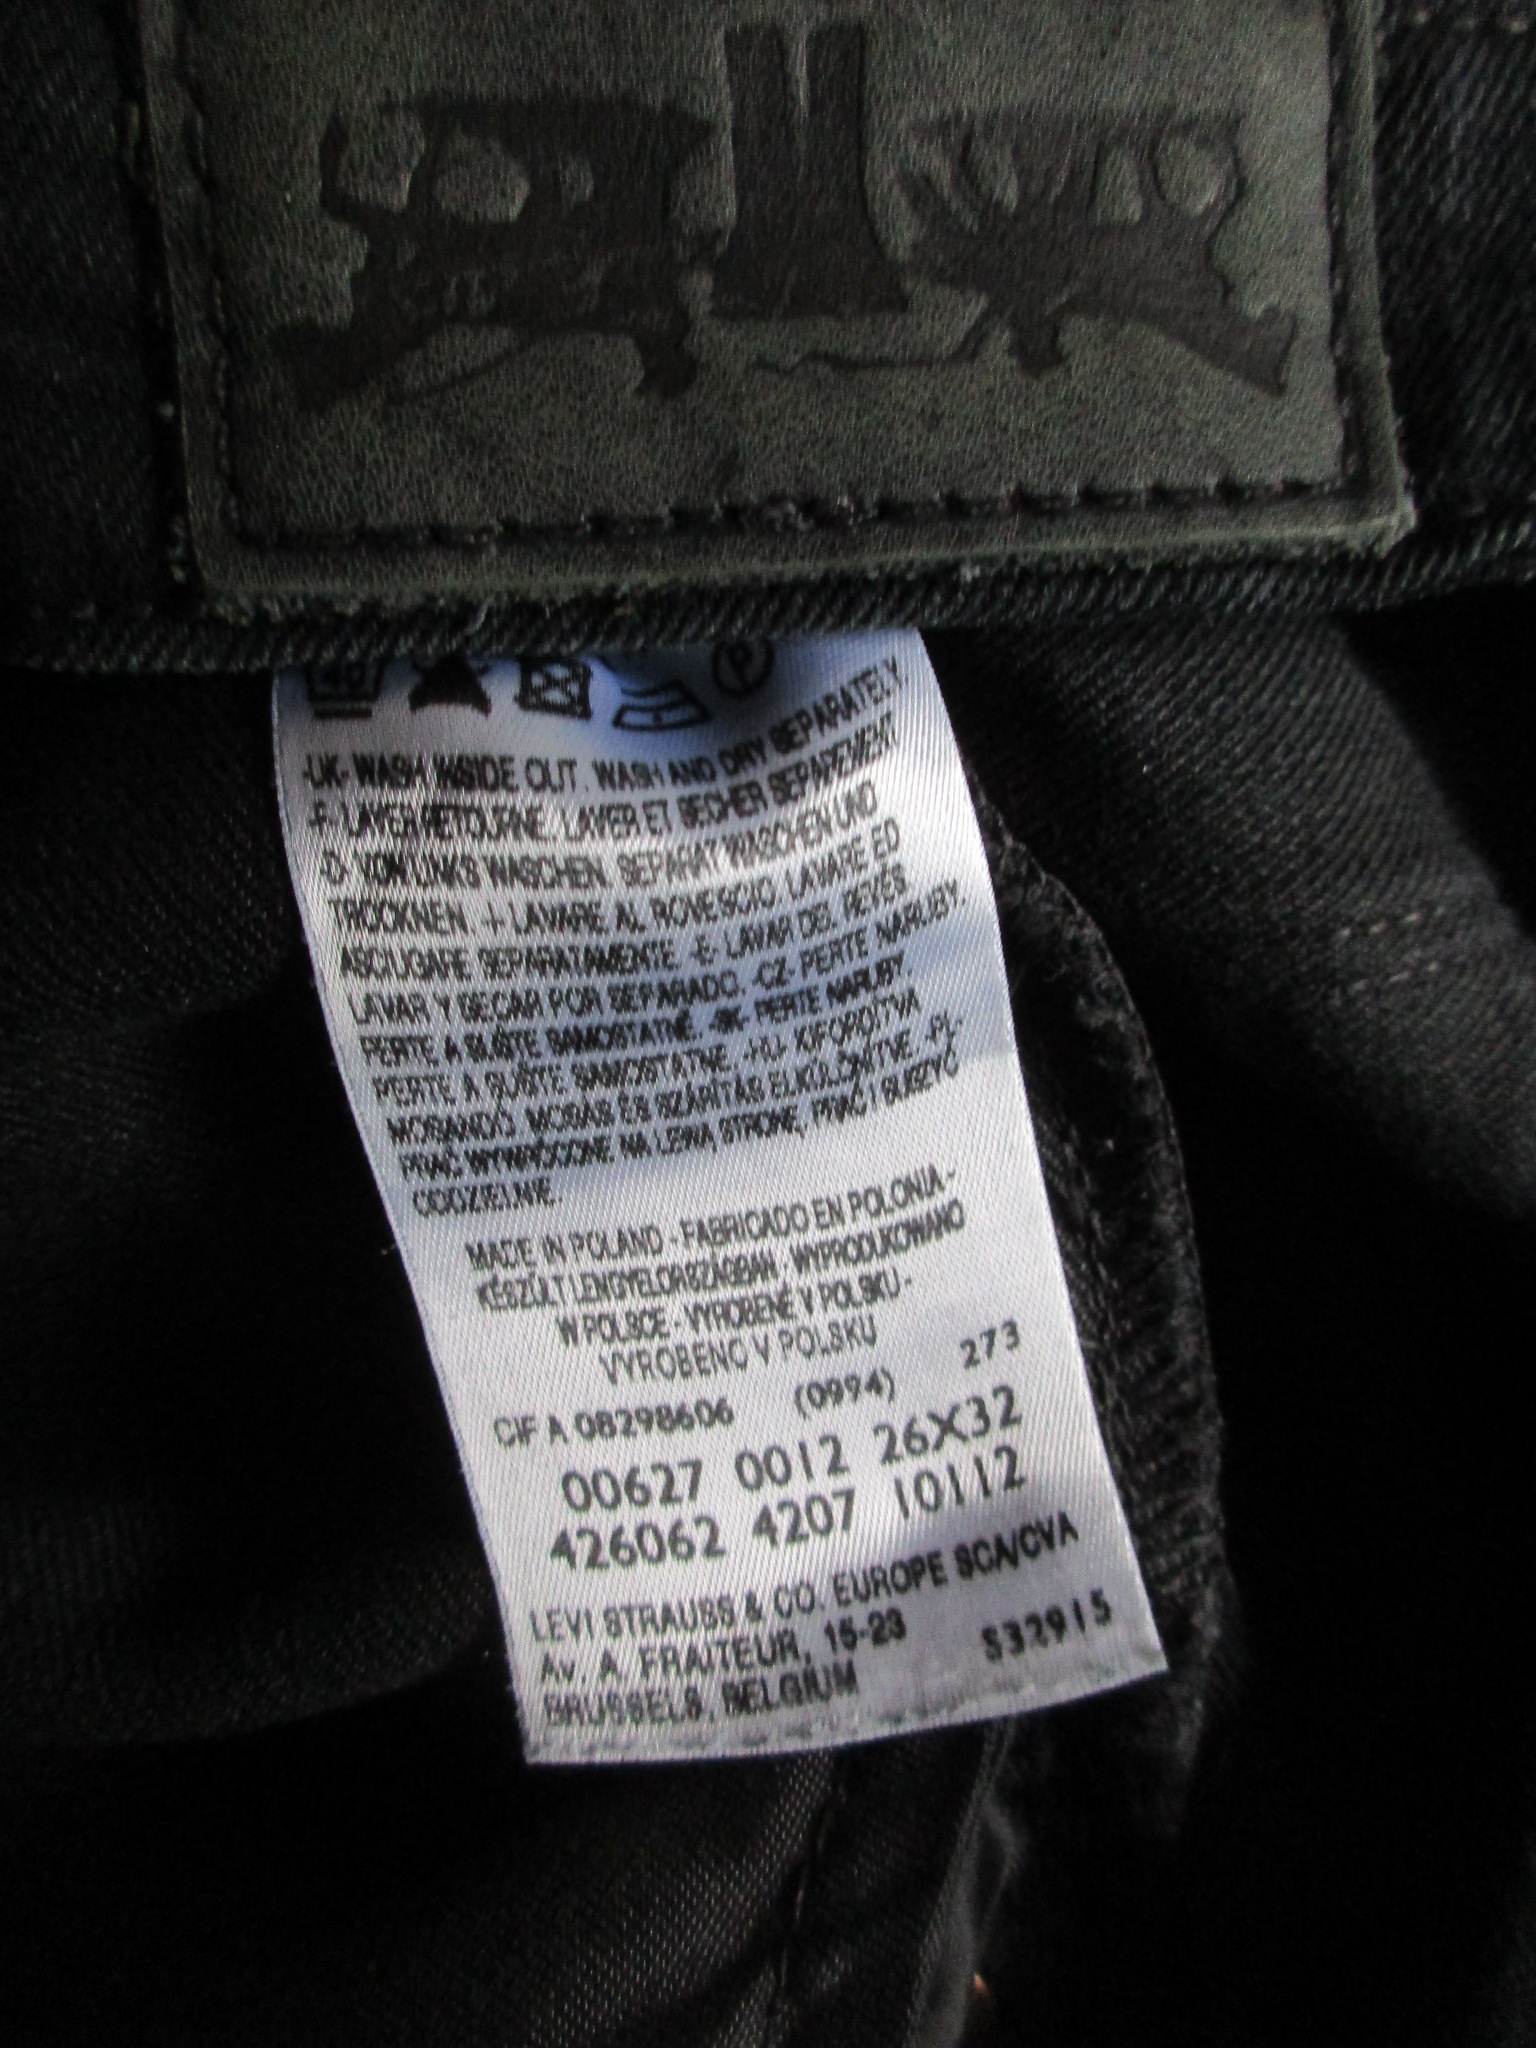 40 P
-UK- WASH INSIDE OUT. WASH AND DRY SEPARATELY.
-F- LAVER RETOURNE. LAVER ET SECHER SEPAREMENT
-D- VON LINKS WASCHEN. SEPARAT WASCHEN UND
TROCKNEN. -I- LAVARE AL ROVESCIO. LAVARE ED
ASCIUGARE SEPARATAMENTE. -E- LAVAR DEL REVES
LAVAR Y SECAR POR SEPARADO. -CZ- PERTE NARUBY.
PERTE A SUŠTE SAMOSTATNĚ. -SK- PERTE NARUBY.
PERTE A SUŠTE SAMOSTATNE. -HU- KIFORDÍTVA
MOSANDÓ. MOSÁS ÉS SZÁRÍTÁS ELKÜLÖNÍTVE. -PL-
PRAĆ WYWRÓCONE NA LEWĄ STRONĘ, PRAĆ I SUSZYĆ
ODDZIELNIE.
MADE IN POLAND - FABRICADO EN POLONIA -
KÉSZÜLT LENGYELORSZÁGBAN - WYPRODUKOWANO
W POLSCE - VYROBENÉ V POĽSKU -
VYROBENO V POLSKU
CIF A 08298606 (0994) 273
00627 0012 26X32
426062 4207 10112
LEVI STRAUSS & CO. EUROPE SCA/CVA
AV. A. FRAITEUR, 15-23 S32915
BRUSSELS, BELGIUM